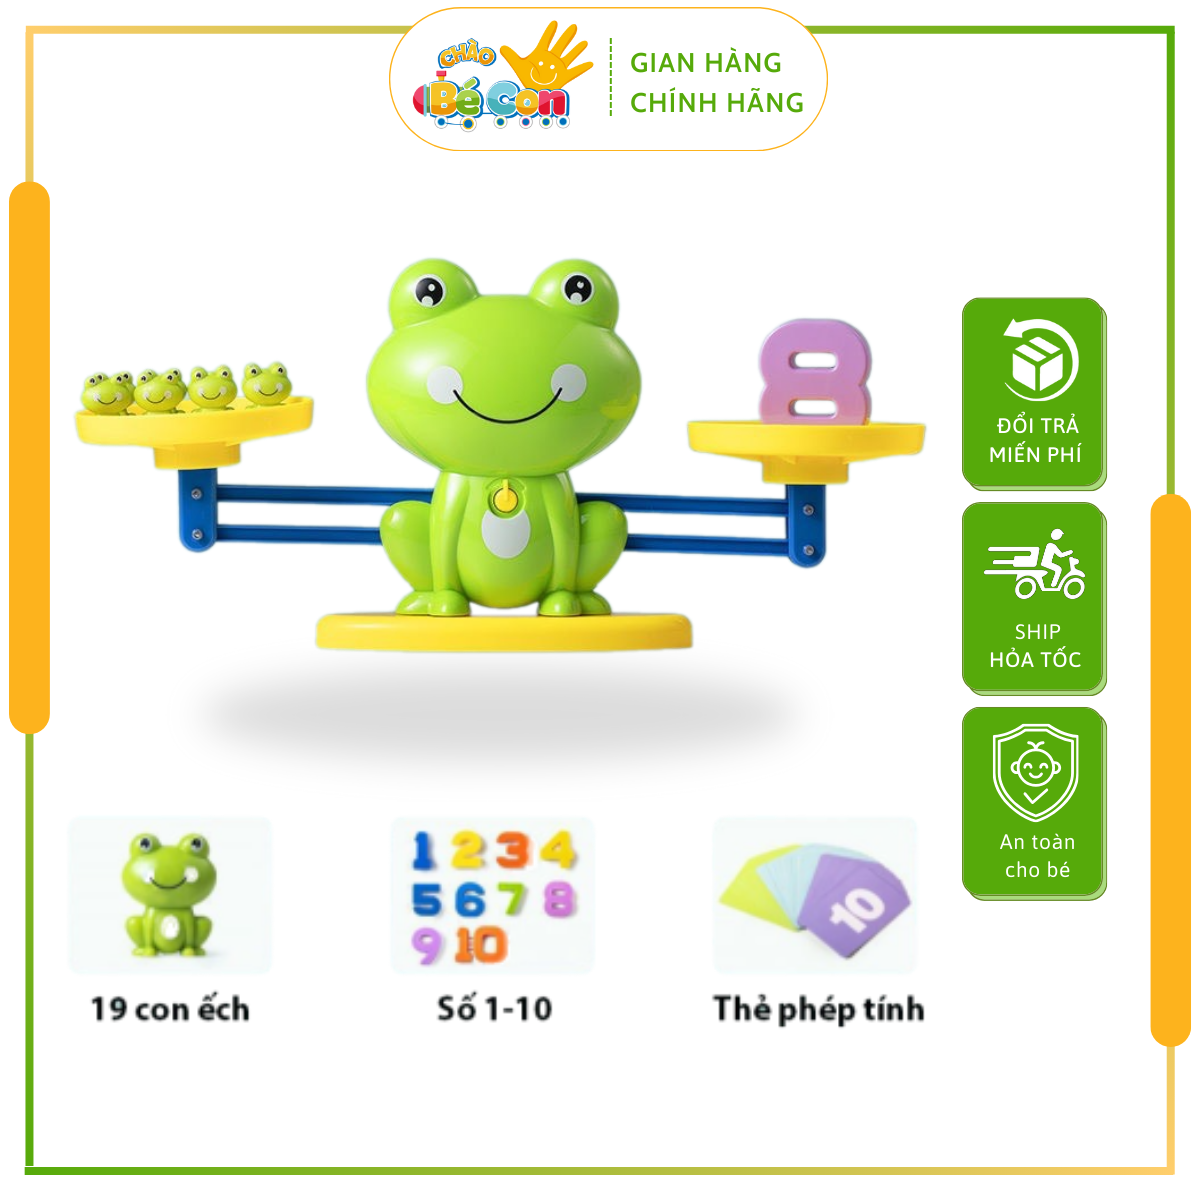 CHÀO
Bé Con
GIAN HÀNG
CHÍNH HÃNG
8
ĐỔI TRẢ
MIẾN PHÍ
SHIP
HỎA TỐC
An toàn
cho bé
1 2 3 4
5 6 7 8
9 10
10
19 con ếch
Số 1-10
Thẻ phép tính